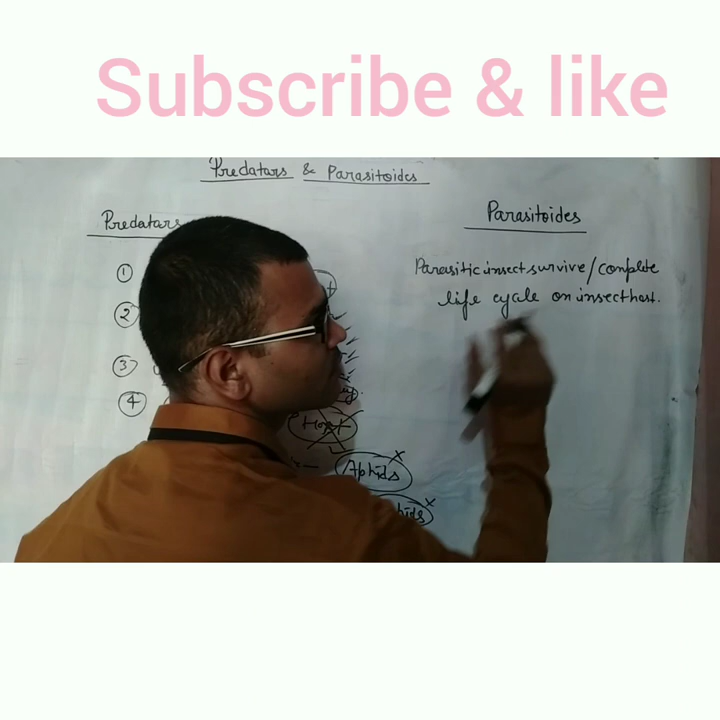 Subscribe & like
Predators & Parasitoides
Predators
Parasitoides
①
②
③
④
Parasitic insect survive/complete
life cycle on insect host.
Host
Aphids